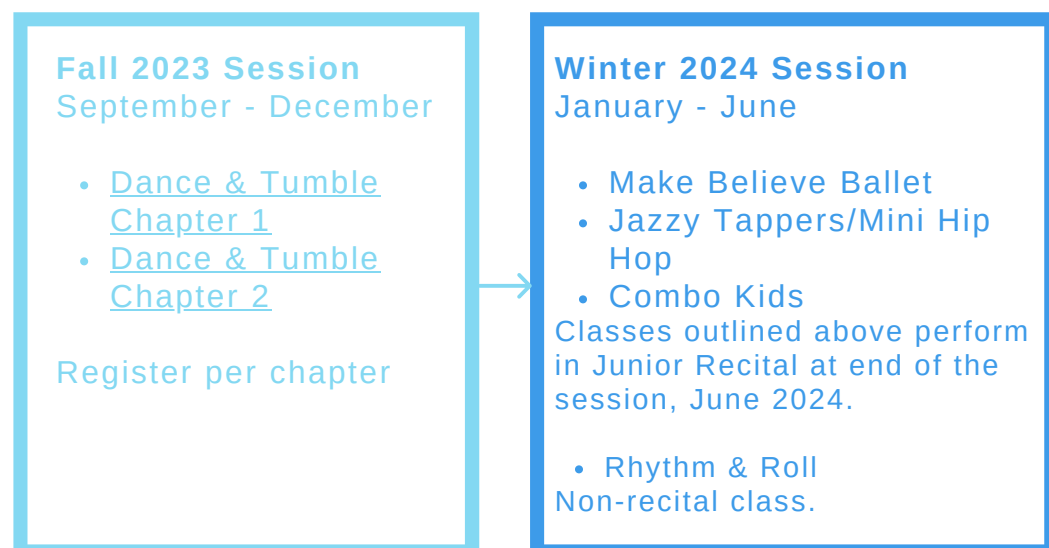 Fall 2023 Session
September - December
• Dance & Tumble
Chapter 1
• Dance & Tumble
Chapter 2
Register per chapter
Winter 2024 Session
January - June
• Make Believe Ballet
• Jazzy Tappers/Mini Hip
Hop
• Combo Kids
Classes outlined above perform
in Junior Recital at end of the
session, June 2024.
• Rhythm & Roll
Non-recital class.